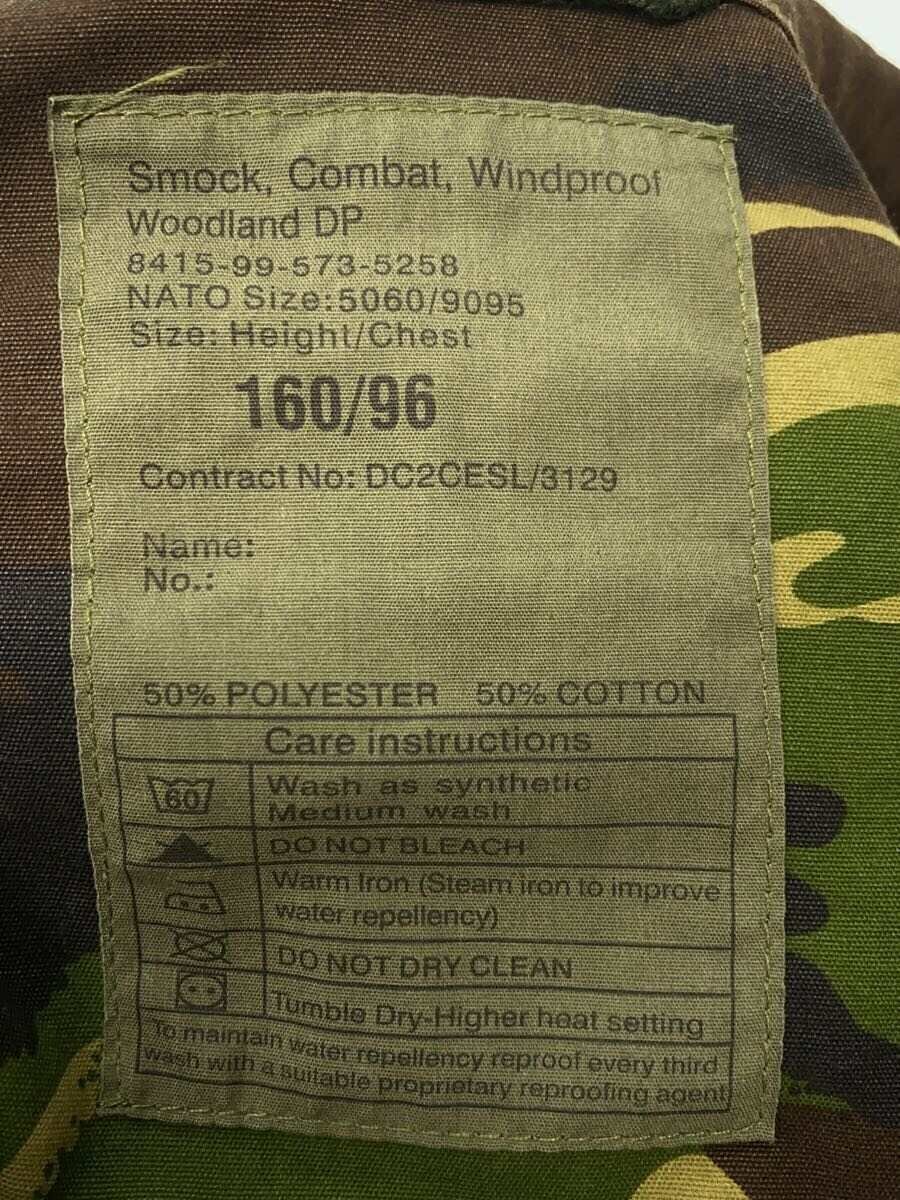 Smock, Combat, Windproof
Woodland DP
8415-99-573-5258
NATO Size:5060/9095
Size: Height/Chest
160/96
Contract No: DC2CESL/3129
Name:
No.:
50% POLYESTER 50% COTTON
Care instructions
60
Wash as synthetic
Medium wash
DO NOT BLEACH
Warm Iron (Steam iron to improve
water repellency)
DO NOT DRY CLEAN
Tumble Dry-Higher heat setting
To maintain water repellency reproof every third
wash with a suitable proprietary reproofing agent